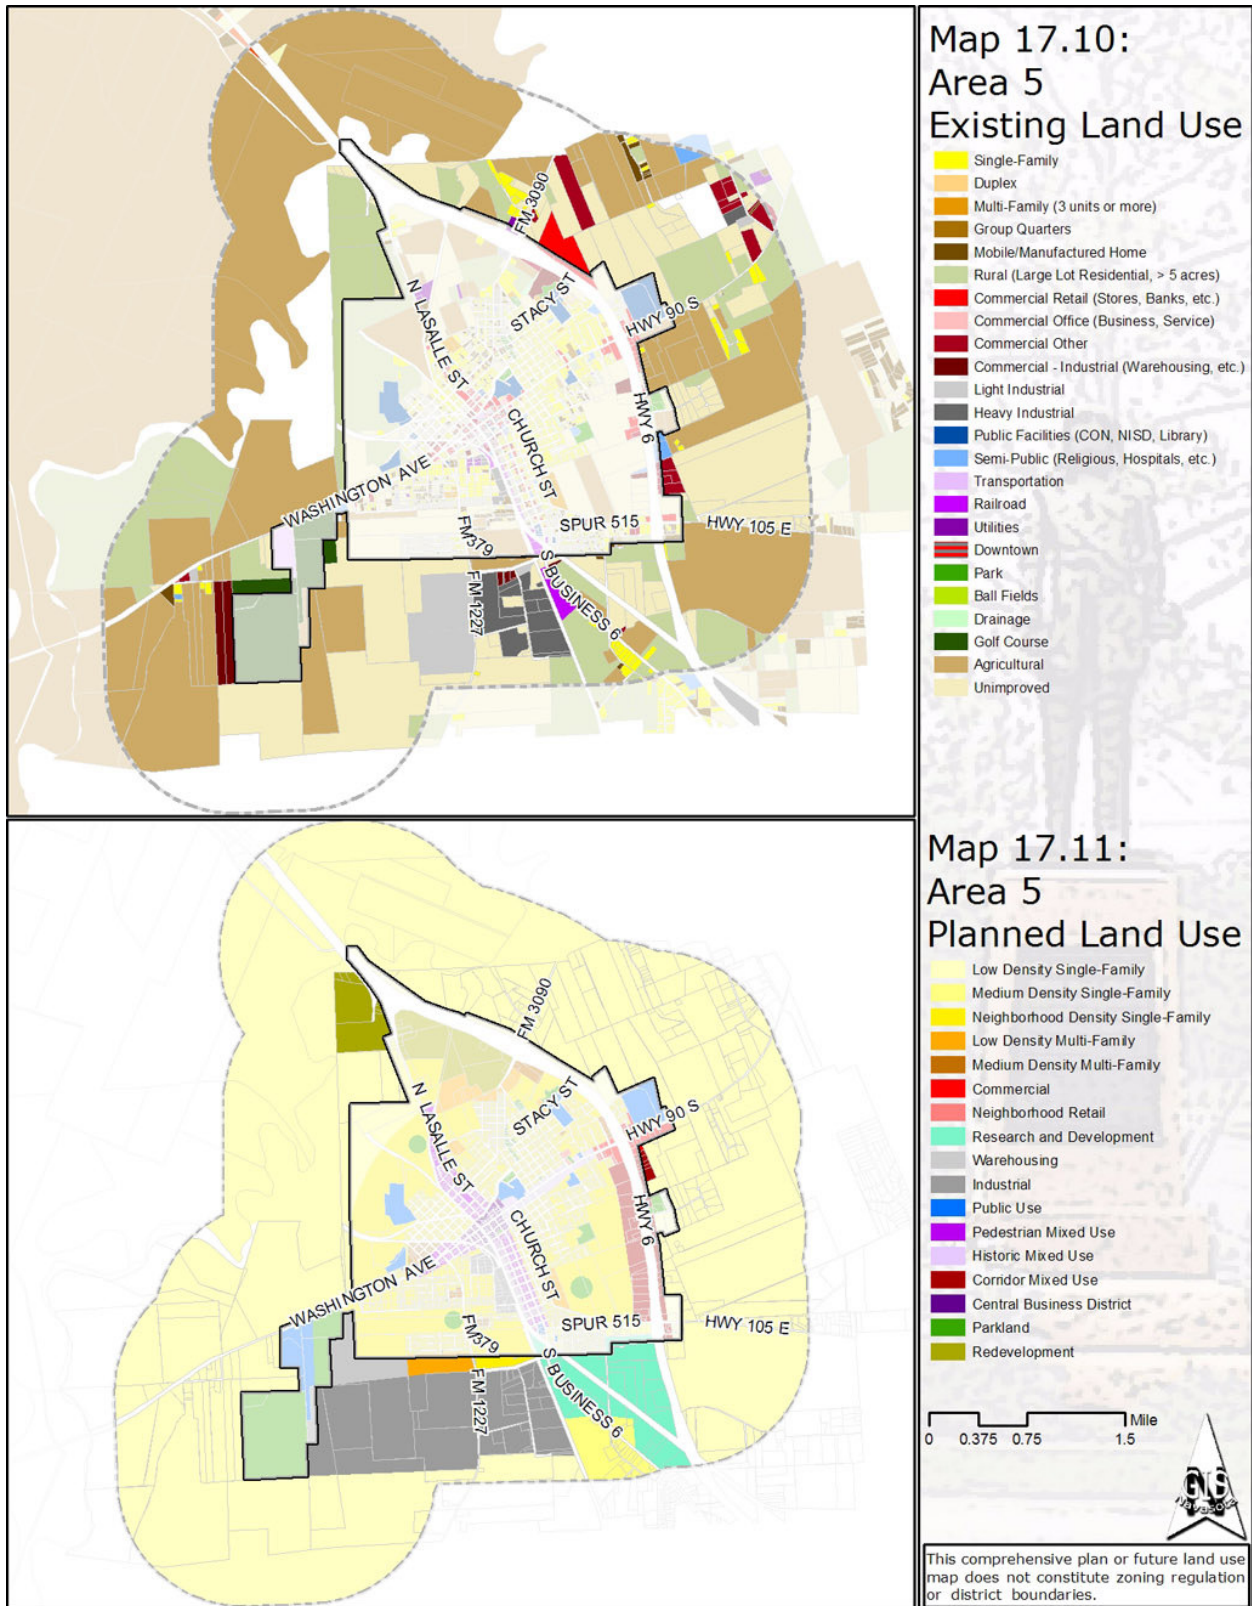 Map 17.10:
Area 5
Existing Land Use
Single-Family
Duplex
Multi-Family (3 units or more)
Group Quarters
Mobile/Manufactured Home
Rural (Large Lot Residential, > 5 acres)
Commercial Retail (Stores, Banks, etc.)
Commercial Office (Business, Service)
Commercial Other
Commercial - Industrial (Warehousing, etc.)
Light Industrial
Heavy Industrial
Public Facilities (CON, NISD, Library)
Semi-Public (Religious, Hospitals, etc.)
Transportation
Railroad
Utilities
Downtown
Park
Ball Fields
Drainage
Golf Course
Agricultural
Unimproved
FM 3090
STACY ST
N LASALLE ST
HWY 90 S
HWY 6
CHURCH ST
WASHINGTON AVE
SPUR 515
HWY 105 E
FM379
FM 1227
S BUSINESS 6
Map 17.11:
Area 5
Planned Land Use
Low Density Single-Family
Medium Density Single-Family
Neighborhood Density Single-Family
Low Density Multi-Family
Medium Density Multi-Family
Commercial
Neighborhood Retail
Research and Development
Warehousing
Industrial
Public Use
Pedestrian Mixed Use
Historic Mixed Use
Corridor Mixed Use
Central Business District
Parkland
Redevelopment
FM 3090
STACY ST
N LASALLE ST
HWY 90 S
HWY 6
CHURCH ST
WASHINGTON AVE
SPUR 515
HWY 105 E
FM379
FM 1227
S BUSINESS 6
Mile
0 0.375 0.75 1.5
GIS
Navasota
This comprehensive plan or future land use
map does not constitute zoning regulation
or district boundaries.